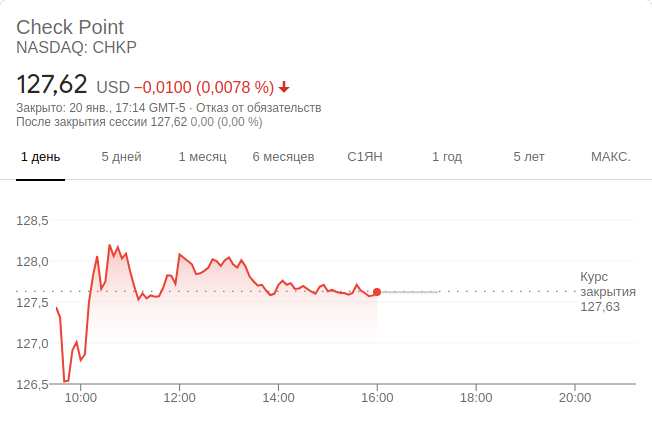 Check Point
NASDAQ: CHKP
127,62 USD −0,0100 (0,0078 %)
Закрыто: 20 янв., 17:14 GMT-5 · Отказ от обязательств
После закрытия сессии 127,62 0,00 (0,00 %)
1 день 5 дней 1 месяц 6 месяцев С1ЯН 1 год 5 лет МАКС.
128,5
128,0
127,5
127,0
126,5
Курс
закрытия
127,63
10:00 12:00 14:00 16:00 18:00 20:00